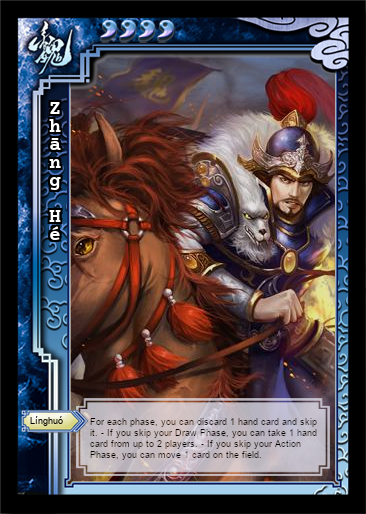 魏
Zhāng Hé
Línghuó
For each phase, you can discard 1 hand card and skip
it. - If you skip your Draw Phase, you can take 1 hand
card from up to 2 players. - If you skip your Action
Phase, you can move 1 card on the field.